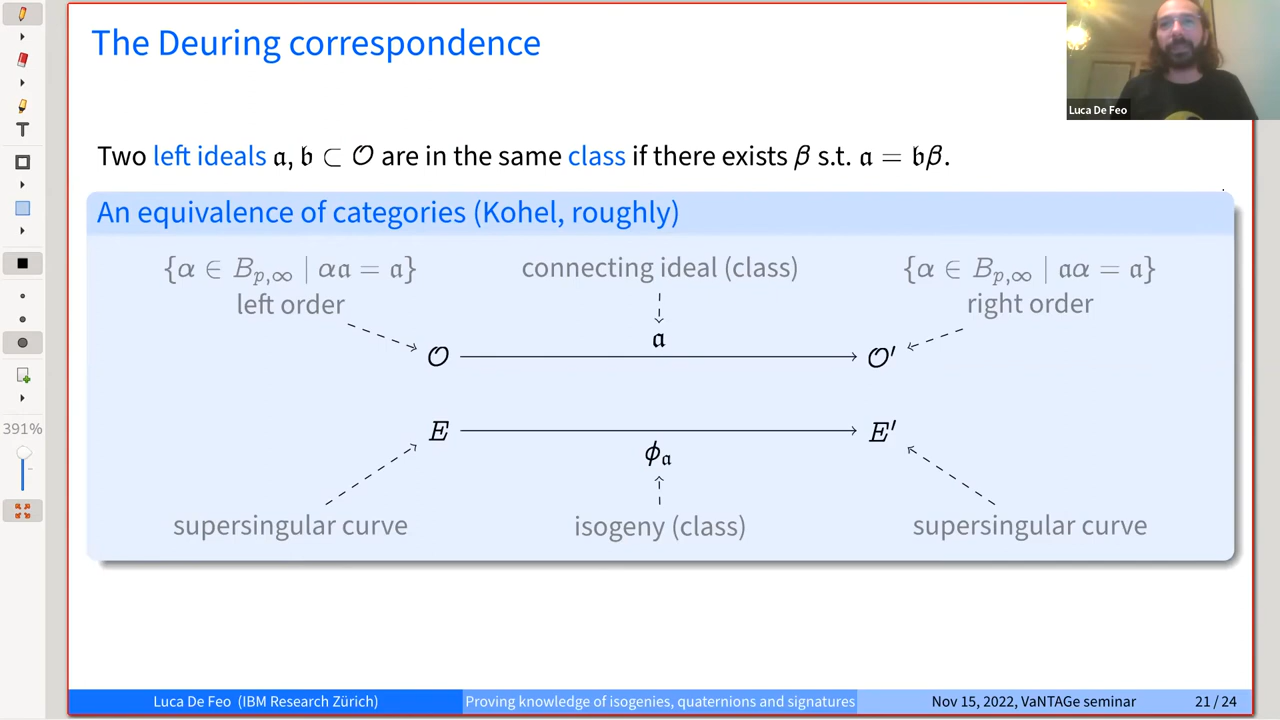 The Deuring correspondence
Luca De Feo
Two left ideals 𝔞, 𝔟 ⊂ 𝒪 are in the same class if there exists β s.t. 𝔞 = 𝔟β.
An equivalence of categories (Kohel, roughly)
{α ∈ B_{p,∞} | α𝔞 = 𝔞} connecting ideal (class) {α ∈ B_{p,∞} | 𝔞α = 𝔞}
left order right order
𝔞
𝒪 𝒪′
E E′
ϕ_𝔞
supersingular curve isogeny (class) supersingular curve
T
391%
Luca De Feo (IBM Research Zürich) Proving knowledge of isogenies, quaternions and signatures Nov 15, 2022, VaNTAGe seminar 21 / 24